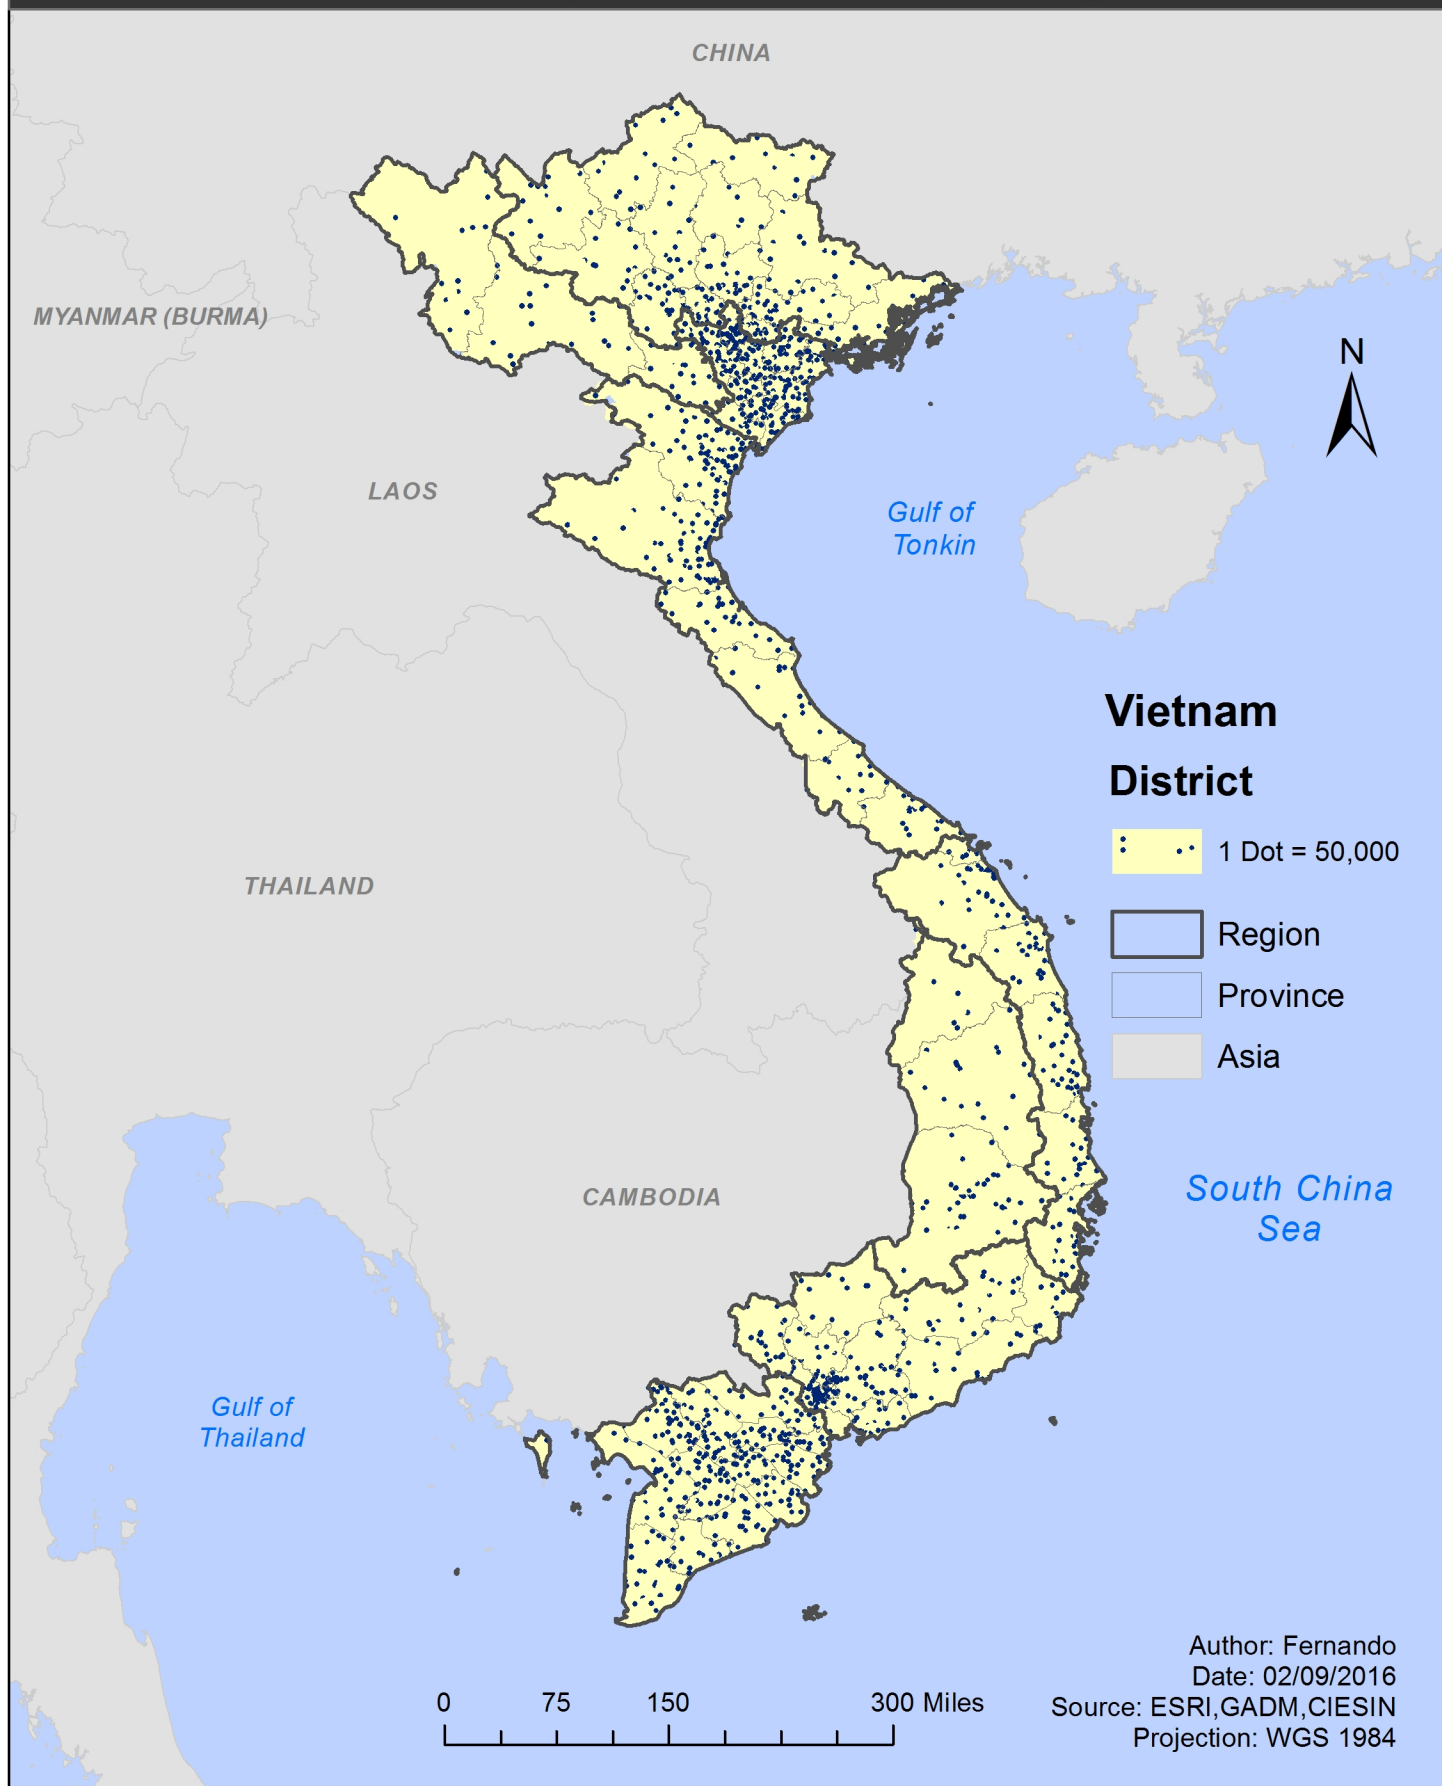 CHINA
MYANMAR (BURMA)
N
LAOS
Gulf of
Tonkin
Vietnam
District
1 Dot = 50,000
THAILAND
Region
Province
Asia
CAMBODIA
South China
Sea
Gulf of
Thailand
Author: Fernando
Date: 02/09/2016
Source: ESRI,GADM,CIESIN
Projection: WGS 1984
0 75 150 300 Miles